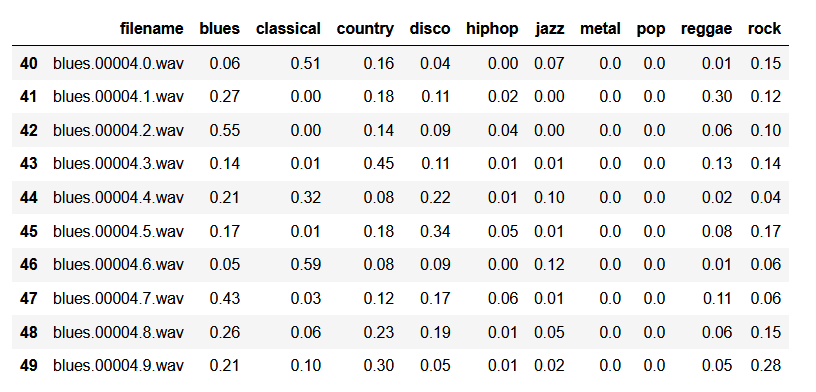 filename blues classical country disco hiphop jazz metal pop reggae rock
40 blues.00004.0.wav 0.06 0.51 0.16 0.04 0.00 0.07 0.0 0.0 0.01 0.15
41 blues.00004.1.wav 0.27 0.00 0.18 0.11 0.02 0.00 0.0 0.0 0.30 0.12
42 blues.00004.2.wav 0.55 0.00 0.14 0.09 0.04 0.00 0.0 0.0 0.06 0.10
43 blues.00004.3.wav 0.14 0.01 0.45 0.11 0.01 0.01 0.0 0.0 0.13 0.14
44 blues.00004.4.wav 0.21 0.32 0.08 0.22 0.01 0.10 0.0 0.0 0.02 0.04
45 blues.00004.5.wav 0.17 0.01 0.18 0.34 0.05 0.01 0.0 0.0 0.08 0.17
46 blues.00004.6.wav 0.05 0.59 0.08 0.09 0.00 0.12 0.0 0.0 0.01 0.06
47 blues.00004.7.wav 0.43 0.03 0.12 0.17 0.06 0.01 0.0 0.0 0.11 0.06
48 blues.00004.8.wav 0.26 0.06 0.23 0.19 0.01 0.05 0.0 0.0 0.06 0.15
49 blues.00004.9.wav 0.21 0.10 0.30 0.05 0.01 0.02 0.0 0.0 0.05 0.28